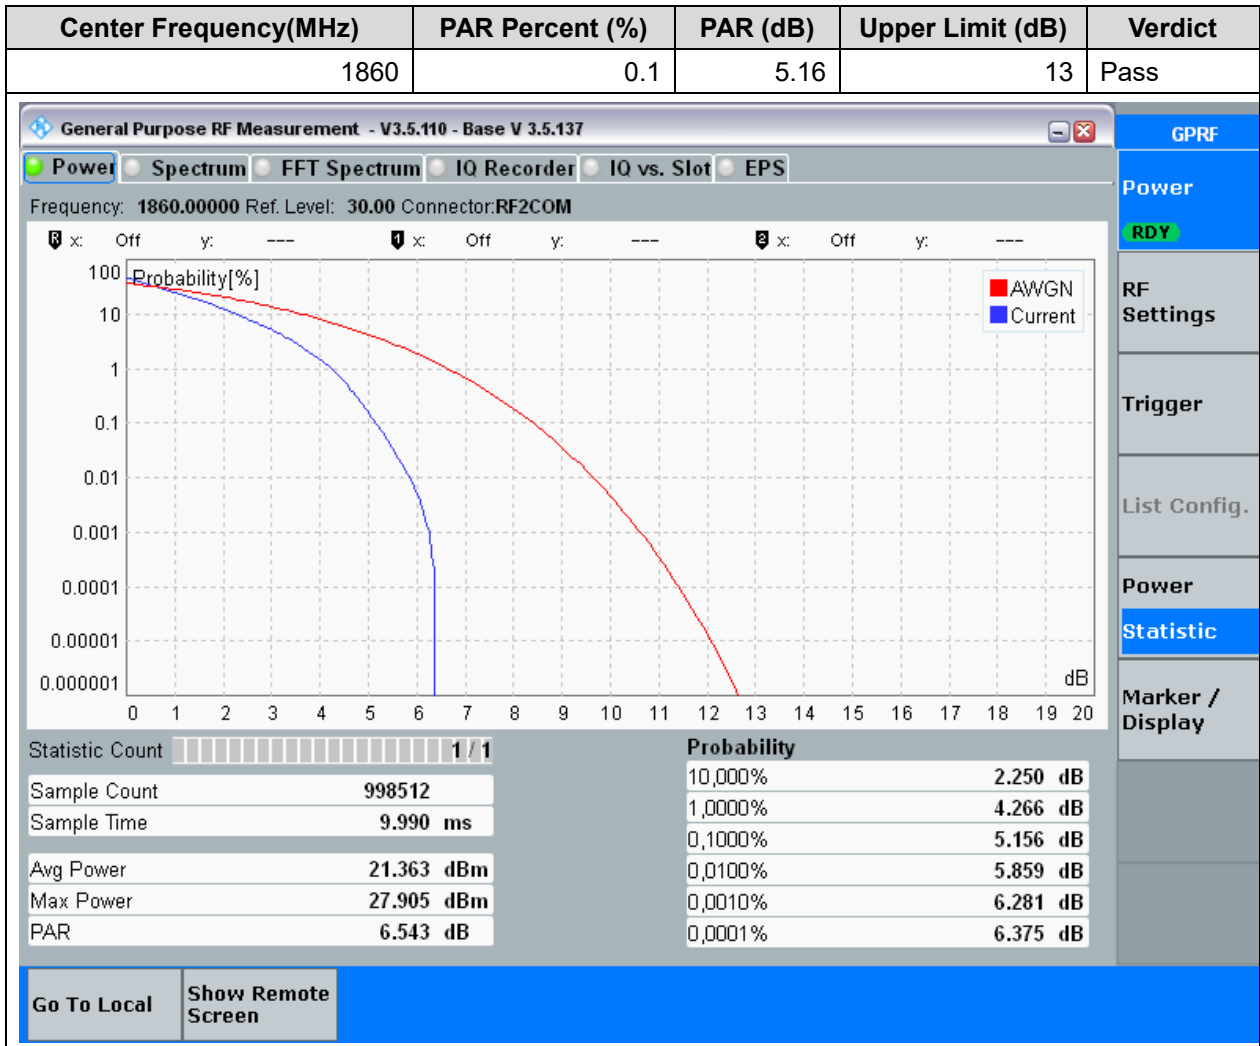 Center Frequency(MHz) PAR Percent (%) PAR (dB) Upper Limit (dB) Verdict
1860 0.1 5.16 13 Pass
General Purpose RF Measurement - V3.5.110 - Base V 3.5.137
Power Spectrum FFT Spectrum IQ Recorder IQ vs. Slot EPS
Frequency: 1860.00000 Ref. Level: 30.00 Connector:RF2COM
R x: Off y: --- 1 x: Off y: --- 2 x: Off y: ---
Probability[%]
100
10
1
0.1
0.01
0.001
0.0001
0.00001
0.000001
AWGN
Current
dB
0 1 2 3 4 5 6 7 8 9 10 11 12 13 14 15 16 17 18 19 20
Statistic Count 1 / 1
Sample Count 998512
Sample Time 9.990 ms
Avg Power 21.363 dBm
Max Power 27.905 dBm
PAR 6.543 dB
Probability
10,000% 2.250 dB
1,0000% 4.266 dB
0,1000% 5.156 dB
0,0100% 5.859 dB
0,0010% 6.281 dB
0,0001% 6.375 dB
GPRF
Power
RDY
RF
Settings
Trigger
List Config.
Power
Statistic
Marker /
Display
Go To Local
Show Remote
Screen